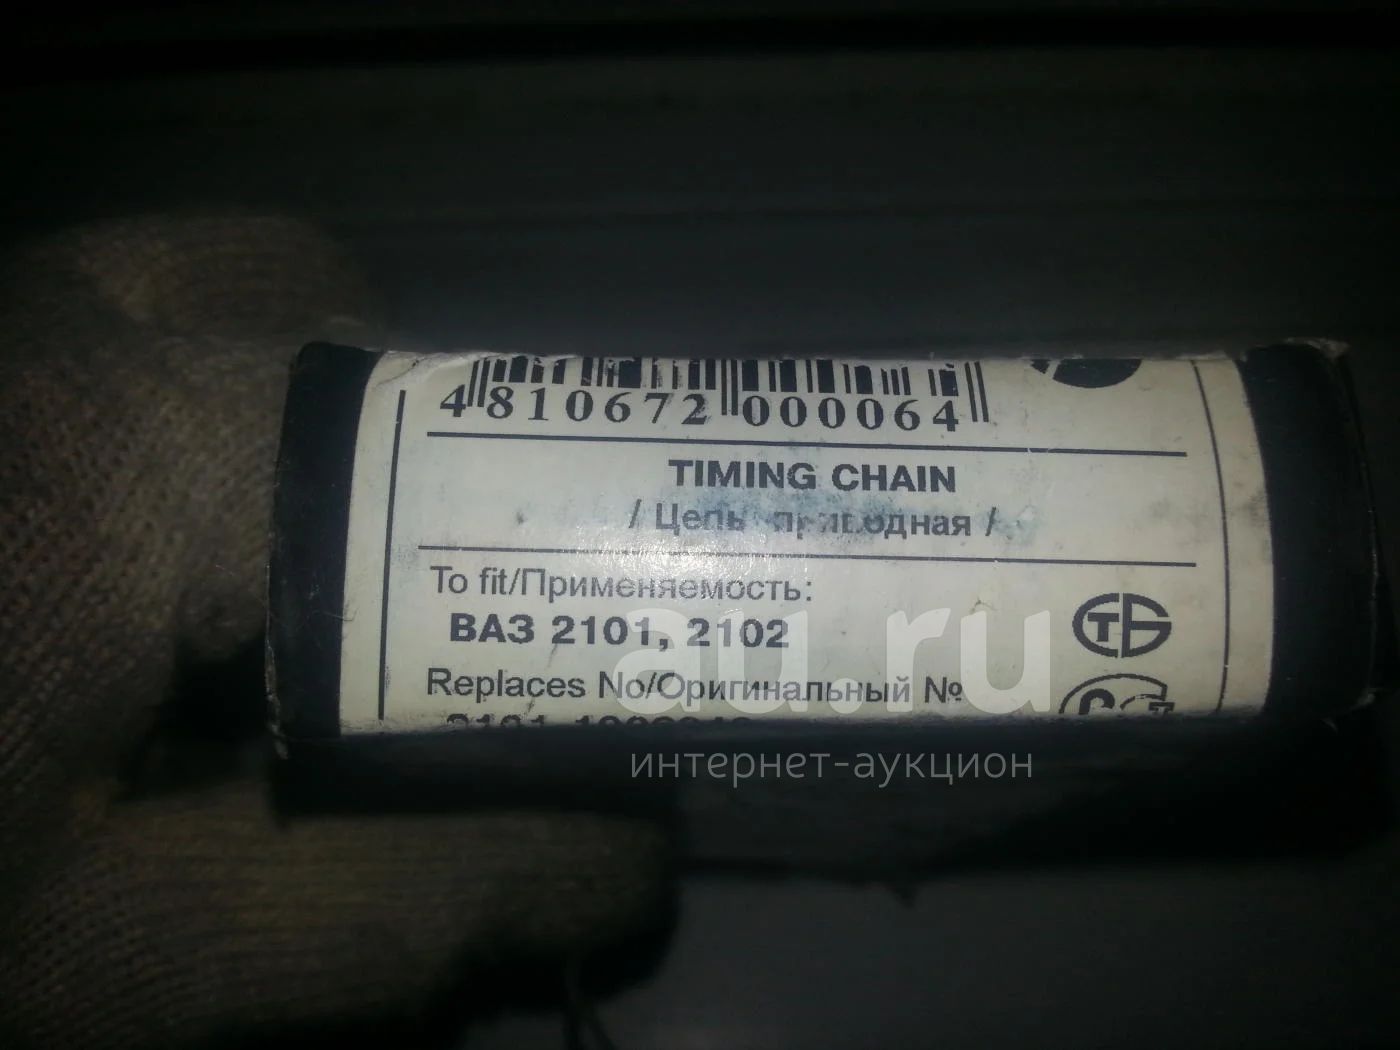 4 810672 000064
TIMING CHAIN
/ Цепь приводная /
To fit/Применяемость:
ВАЗ 2101, 2102
Replaces No/Оригинальный №
au.ru
интернет-аукцион